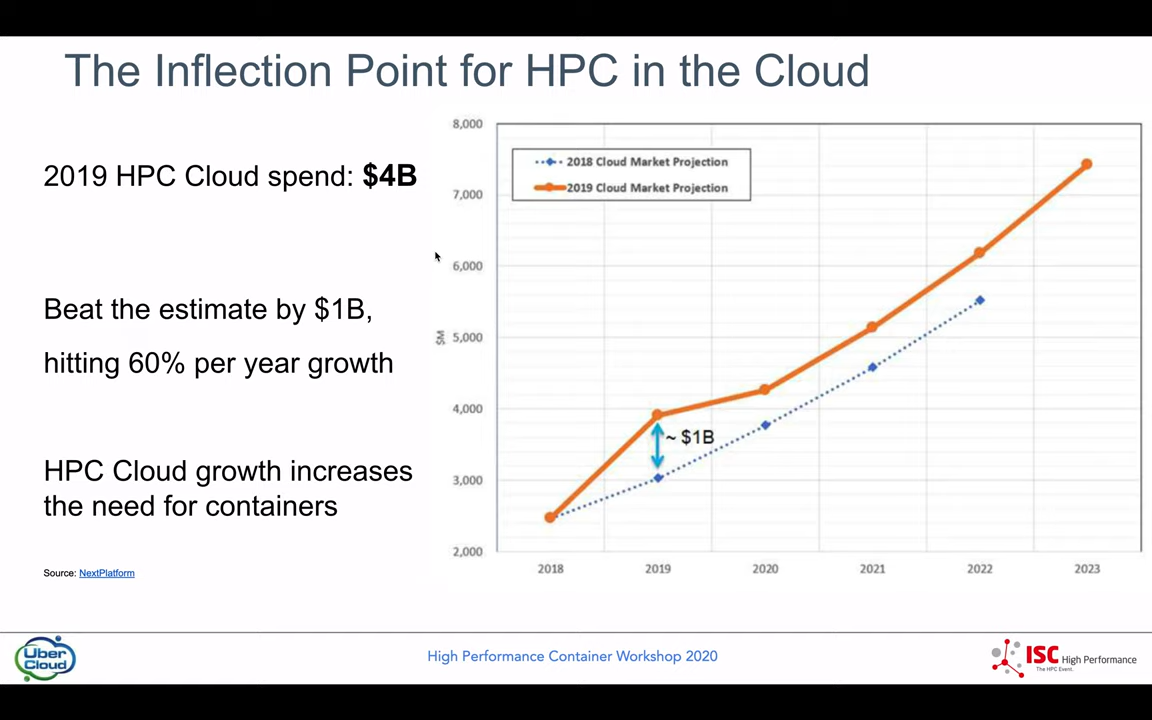 The Inflection Point for HPC in the Cloud
2019 HPC Cloud spend: $4B
Beat the estimate by $1B,
hitting 60% per year growth
HPC Cloud growth increases
the need for containers
Source: NextPlatform
8,000
7,000
6,000
5,000
4,000
3,000
2,000
$M
2018 Cloud Market Projection
2019 Cloud Market Projection
~ $1B
2018
2019
2020
2021
2022
2023
Uber
Cloud
High Performance Container Workshop 2020
ISC High Performance
The HPC Event.